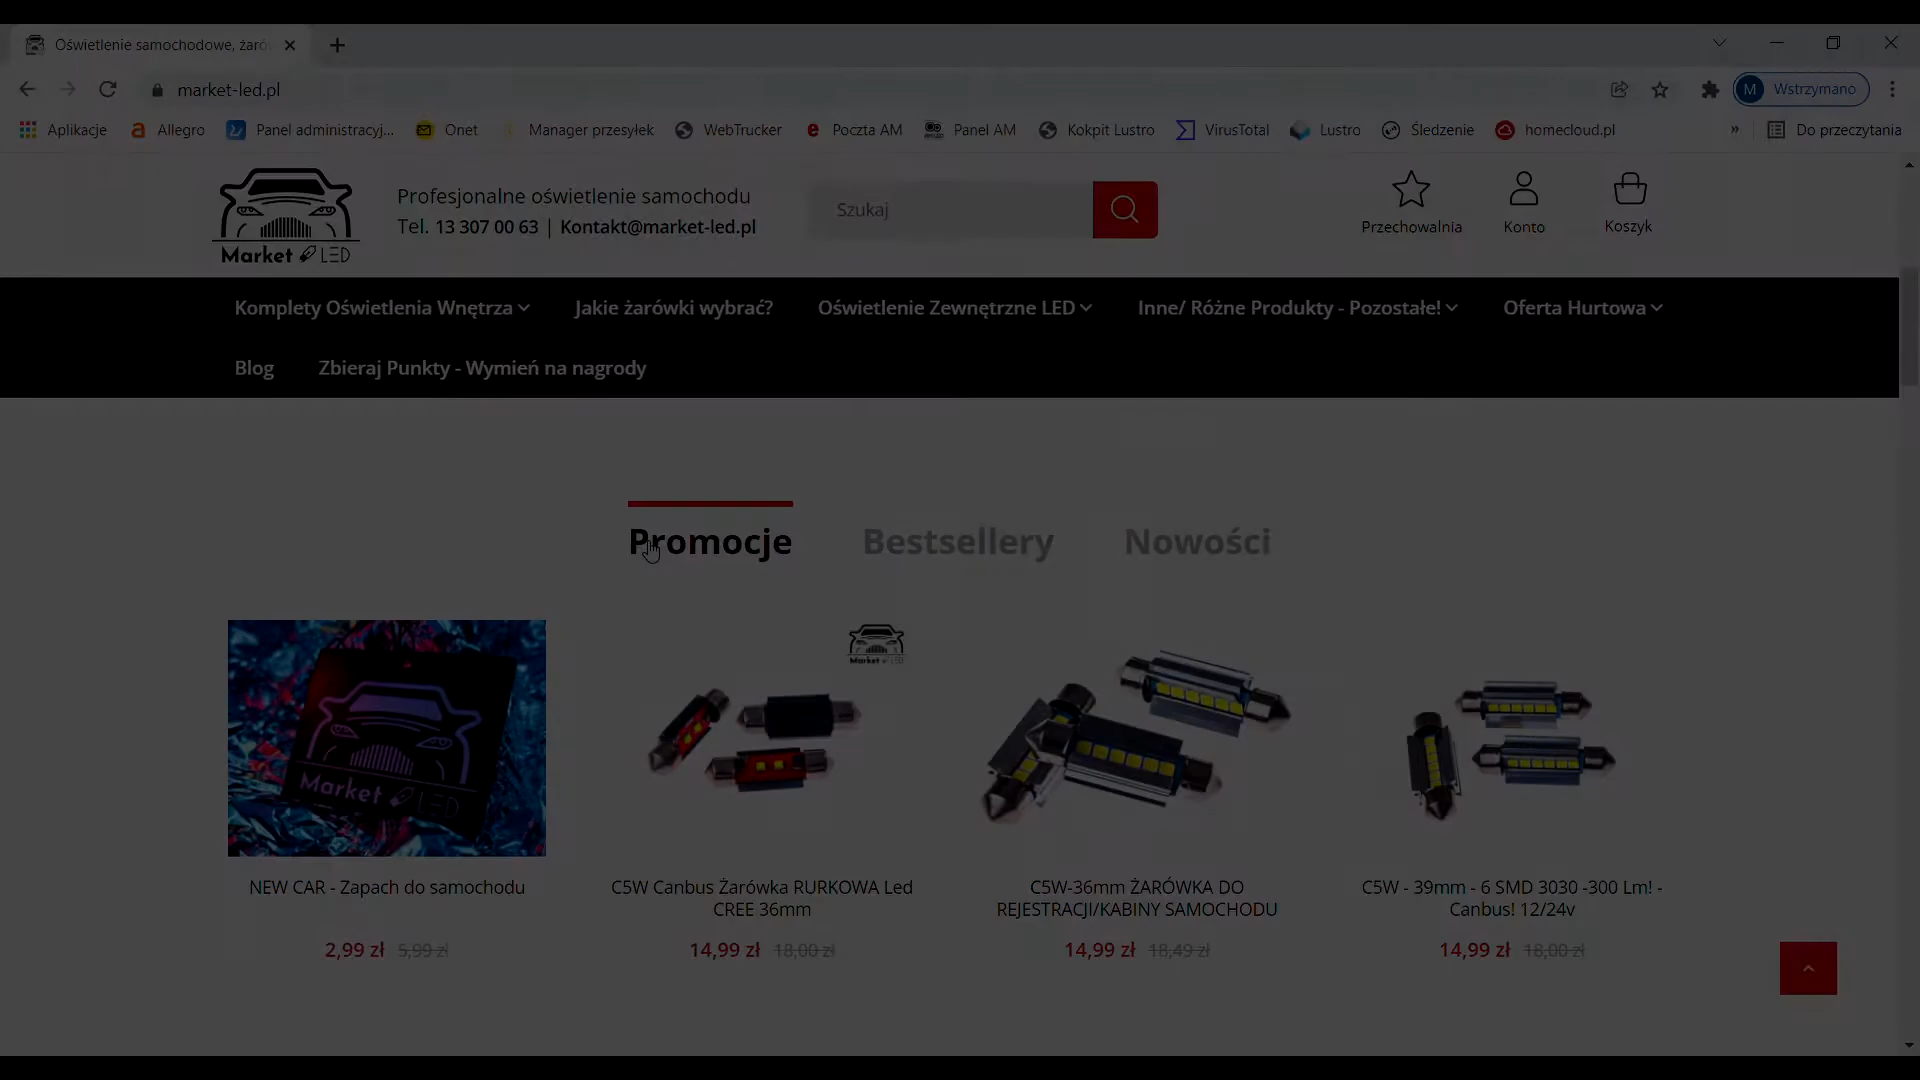 Oświetlenie samochodowe, żaró
market-led.pl
M Wstrzymano
Aplikacje Allegro Panel administracyj... Onet Manager przesyłek WebTrucker Poczta AM Panel AM Kokpit Lustro VirusTotal Lustro Śledzenie homecloud.pl » Do przeczytania
Market LED
Profesjonalne oświetlenie samochodu
Tel. 13 307 00 63 | Kontakt@market-led.pl
Szukaj
Przechowalnia Konto Koszyk
Komplety Oświetlenia Wnętrza Jakie żarówki wybrać? Oświetlenie Zewnętrzne LED Inne/ Różne Produkty - Pozostałe! Oferta Hurtowa
Blog Zbieraj Punkty - Wymień na nagrody
Promocje Bestsellery Nowości
Market LED
Market LED
NEW CAR - Zapach do samochodu
2,99 zł 5,99 zł
C5W Canbus Żarówka RURKOWA Led
CREE 36mm
14,99 zł 18,00 zł
C5W-36mm ŻARÓWKA DO
REJESTRACJI/KABINY SAMOCHODU
14,99 zł 18,49 zł
C5W - 39mm - 6 SMD 3030 -300 Lm! -
Canbus! 12/24v
14,99 zł 18,00 zł